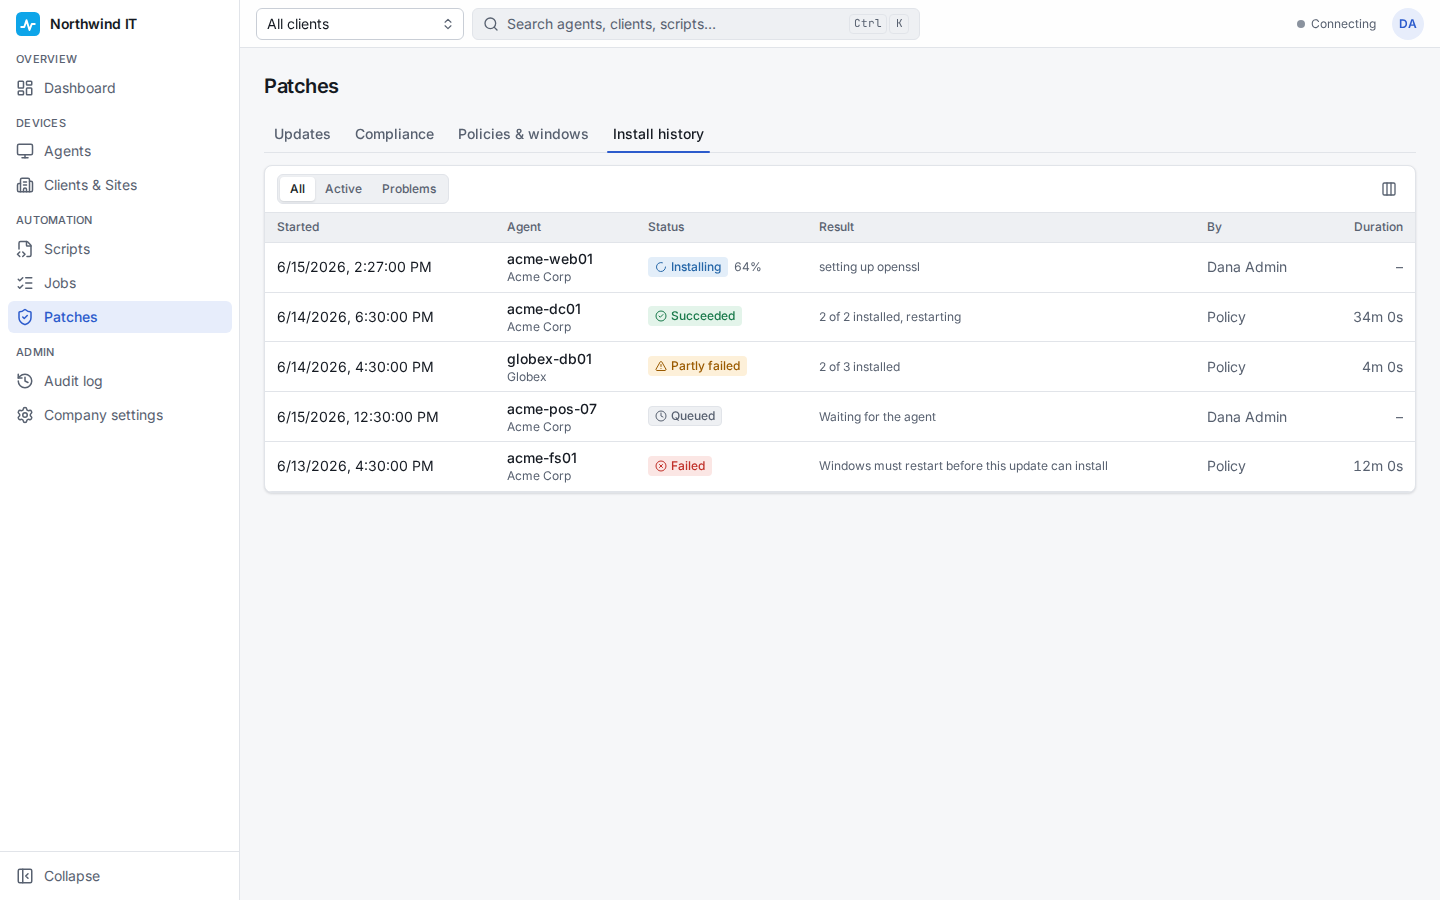 Northwind IT
OVERVIEW
Dashboard
DEVICES
Agents
Clients & Sites
AUTOMATION
Scripts
Jobs
Patches
ADMIN
Audit log
Company settings
Collapse
All clients
Search agents, clients, scripts...
Ctrl K
Connecting
DA
Patches
Updates Compliance Policies & windows Install history
All Active Problems
Started Agent Status Result By Duration
6/15/2026, 2:27:00 PM acme-web01 Acme Corp Installing 64% setting up openssl Dana Admin –
6/14/2026, 6:30:00 PM acme-dc01 Acme Corp Succeeded 2 of 2 installed, restarting Policy 34m 0s
6/14/2026, 4:30:00 PM globex-db01 Globex Partly failed 2 of 3 installed Policy 4m 0s
6/15/2026, 12:30:00 PM acme-pos-07 Acme Corp Queued Waiting for the agent Dana Admin –
6/13/2026, 4:30:00 PM acme-fs01 Acme Corp Failed Windows must restart before this update can install Policy 12m 0s